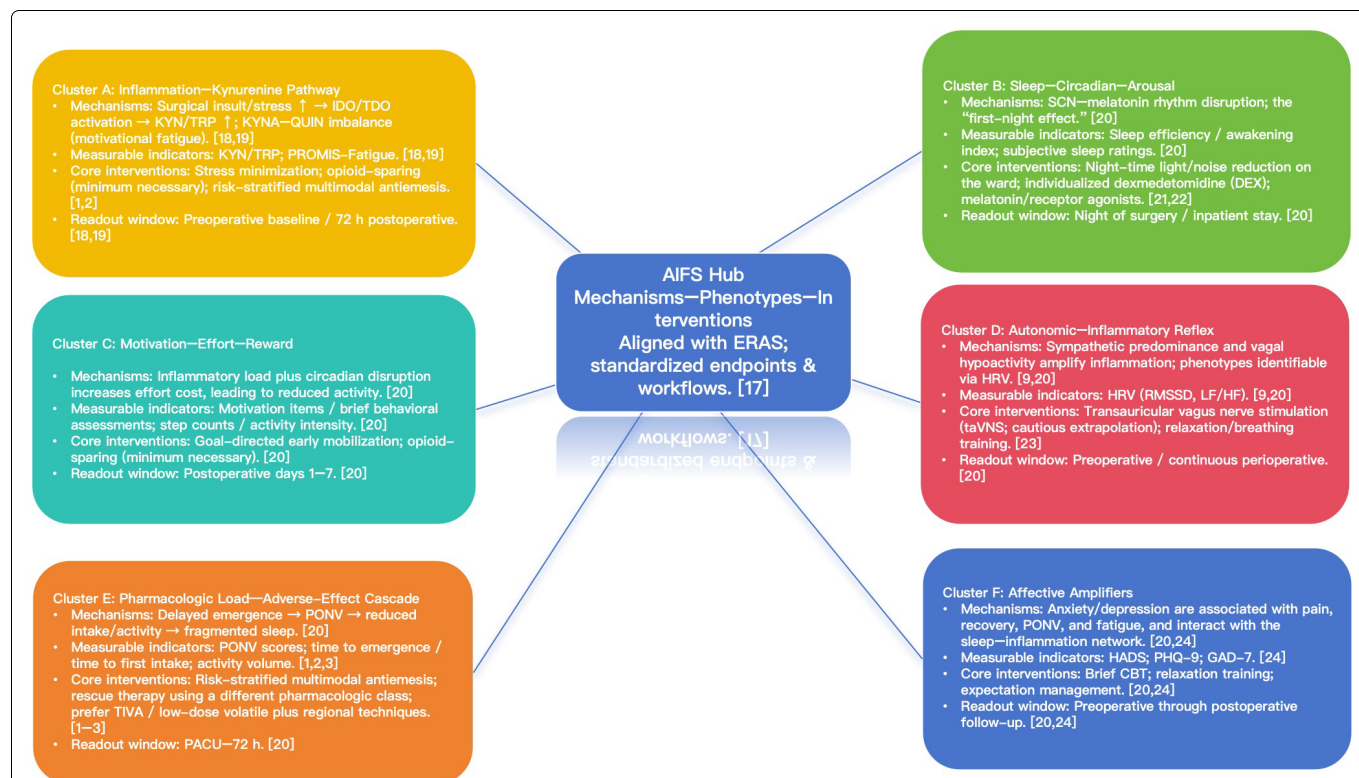 Cluster A: Inflammation—Kynurenine Pathway
• Mechanisms: Surgical insult/stress ↑ → IDO/TDO
activation → KYN/TRP ↑; KYNA—QUIN imbalance
(motivational fatigue). [18,19]
• Measurable indicators: KYN/TRP; PROMIS—Fatigue. [18,19]
• Core interventions: Stress minimization; opioid-sparing
(minimum necessary); risk-stratified multimodal antiemesis.
[1,2]
• Readout window: Preoperative baseline / 72 h postoperative.
[18,19]
Cluster B: Sleep—Circadian—Arousal
• Mechanisms: SCN—melatonin rhythm disruption; the
“first-night effect.” [20]
• Measurable indicators: Sleep efficiency / awakening
index; subjective sleep ratings. [20]
• Core interventions: Night-time light/noise reduction on
the ward; individualized dexmedetomidine (DEX);
melatonin/receptor agonists. [21,22]
• Readout window: Night of surgery / inpatient stay. [20]
AIFS Hub
Mechanisms—Phenotypes—In
terventions
Aligned with ERAS;
standardized endpoints &
workflows. [17]
Cluster C: Motivation—Effort—Reward
• Mechanisms: Inflammatory load plus circadian disruption
increases effort cost, leading to reduced activity. [20]
• Measurable indicators: Motivation items / brief behavioral
assessments; step counts / activity intensity. [20]
• Core interventions: Goal-directed early mobilization; opioid-
sparing (minimum necessary). [20]
• Readout window: Postoperative days 1—7. [20]
Cluster D: Autonomic—Inflammatory Reflex
• Mechanisms: Sympathetic predominance and vagal
hypoactivity amplify inflammation; phenotypes identifiable
via HRV. [9,20]
• Measurable indicators: HRV (RMSSD, LF/HF). [9,20]
• Core interventions: Transauricular vagus nerve stimulation
(taVNS; cautious extrapolation); relaxation/breathing
training. [23]
• Readout window: Preoperative / continuous perioperative.
[20]
Cluster E: Pharmacologic Load—Adverse-Effect Cascade
• Mechanisms: Delayed emergence → PONV → reduced
intake/activity → fragmented sleep. [20]
• Measurable indicators: PONV scores; time to emergence /
time to first intake; activity volume. [1,2,3]
• Core interventions: Risk-stratified multimodal antiemesis;
rescue therapy using a different pharmacologic class;
prefer TIVA / low-dose volatile plus regional techniques.
[1—3]
• Readout window: PACU—72 h. [20]
Cluster F: Affective Amplifiers
• Mechanisms: Anxiety/depression are associated with pain,
recovery, PONV, and fatigue, and interact with the
sleep—inflammation network. [20,24]
• Measurable indicators: HADS; PHQ-9; GAD-7. [24]
• Core interventions: Brief CBT; relaxation training;
expectation management. [20,24]
• Readout window: Preoperative through postoperative
follow-up. [20,24]